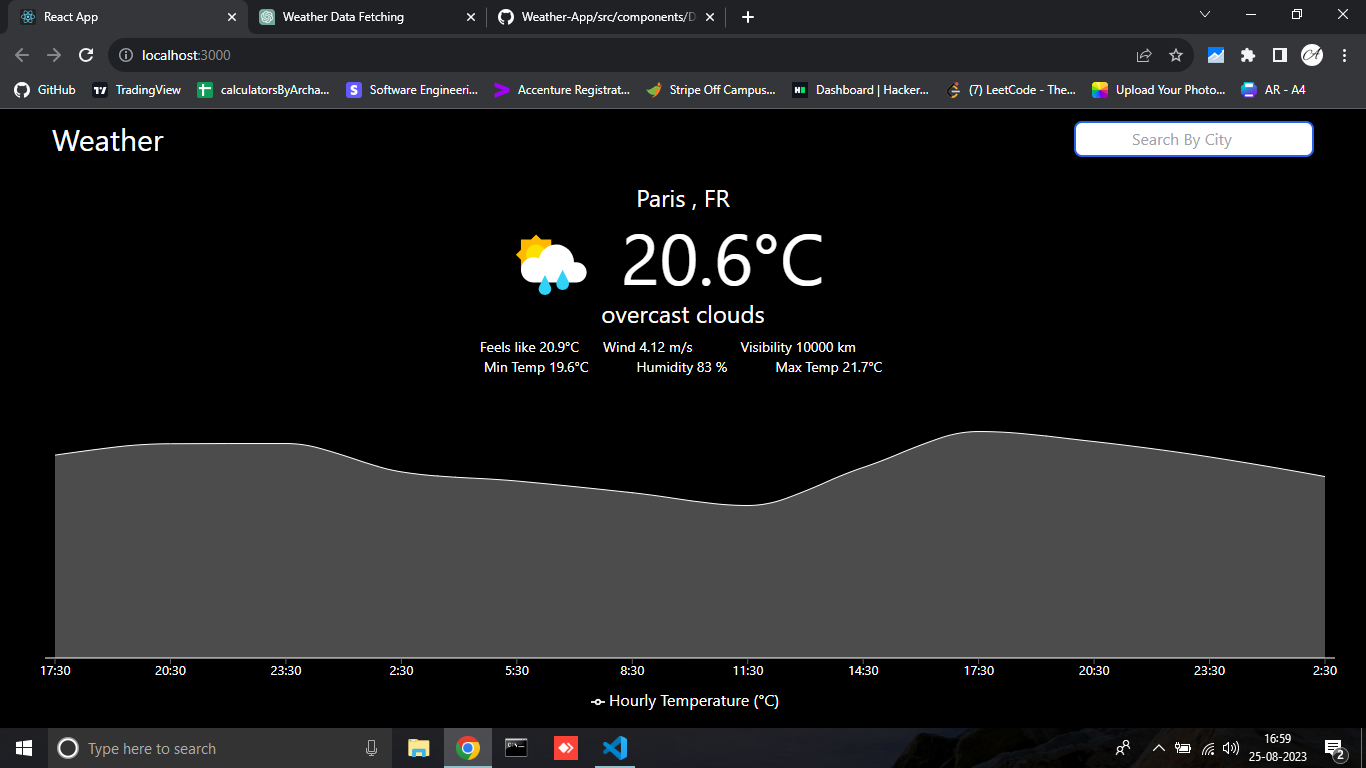 React App
Weather Data Fetching
Weather-App/src/components/D
localhost:3000
GitHub
TradingView
calculatorsByArcha...
Software Engineeri...
Accenture Registrat...
Stripe Off Campus...
Dashboard | Hacker...
(7) LeetCode - The...
Upload Your Photo...
AR - A4
Weather
Search By City
Paris , FR
20.6°C
overcast clouds
Feels like 20.9°C Wind 4.12 m/s Visibility 10000 km
Min Temp 19.6°C Humidity 83 % Max Temp 21.7°C
17:30 20:30 23:30 2:30 5:30 8:30 11:30 14:30 17:30 20:30 23:30 2:30
Hourly Temperature (°C)
Type here to search
16:59
25-08-2023
2